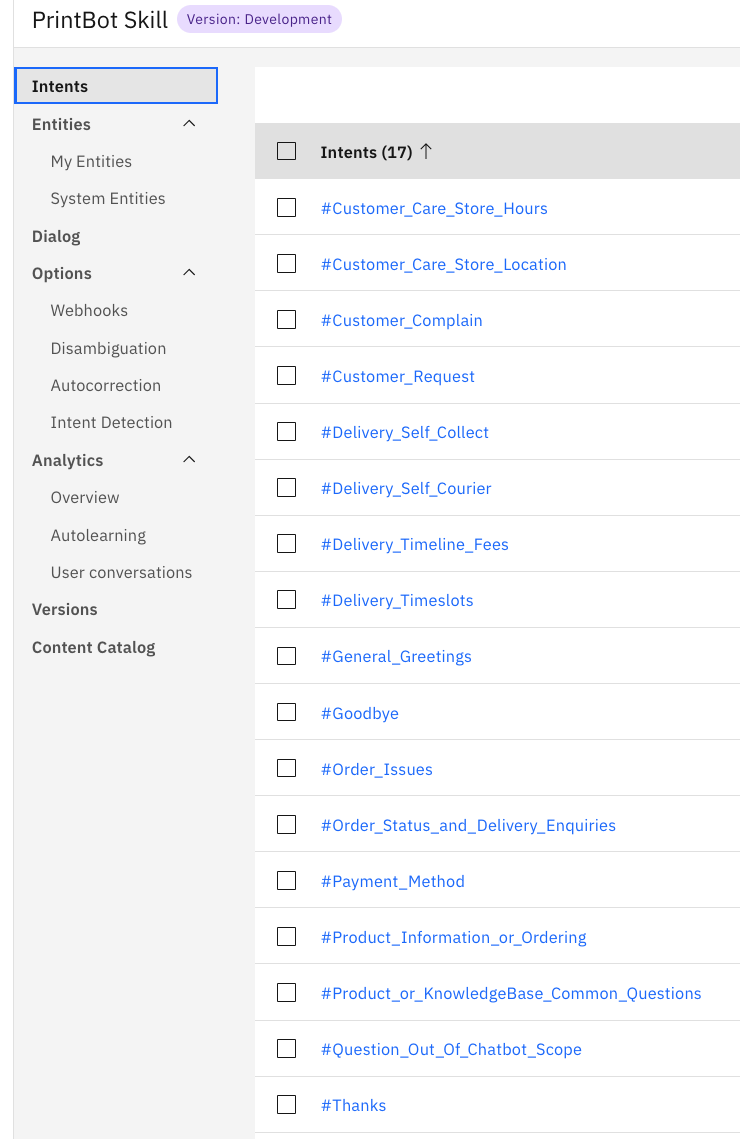 PrintBot Skill Version: Development
Intents
Entities
My Entities
System Entities
Dialog
Options
Webhooks
Disambiguation
Autocorrection
Intent Detection
Analytics
Overview
Autolearning
User conversations
Versions
Content Catalog
Intents (17) ↑
#Customer_Care_Store_Hours
#Customer_Care_Store_Location
#Customer_Complain
#Customer_Request
#Delivery_Self_Collect
#Delivery_Self_Courier
#Delivery_Timeline_Fees
#Delivery_Timeslots
#General_Greetings
#Goodbye
#Order_Issues
#Order_Status_and_Delivery_Enquiries
#Payment_Method
#Product_Information_or_Ordering
#Product_or_KnowledgeBase_Common_Questions
#Question_Out_Of_Chatbot_Scope
#Thanks